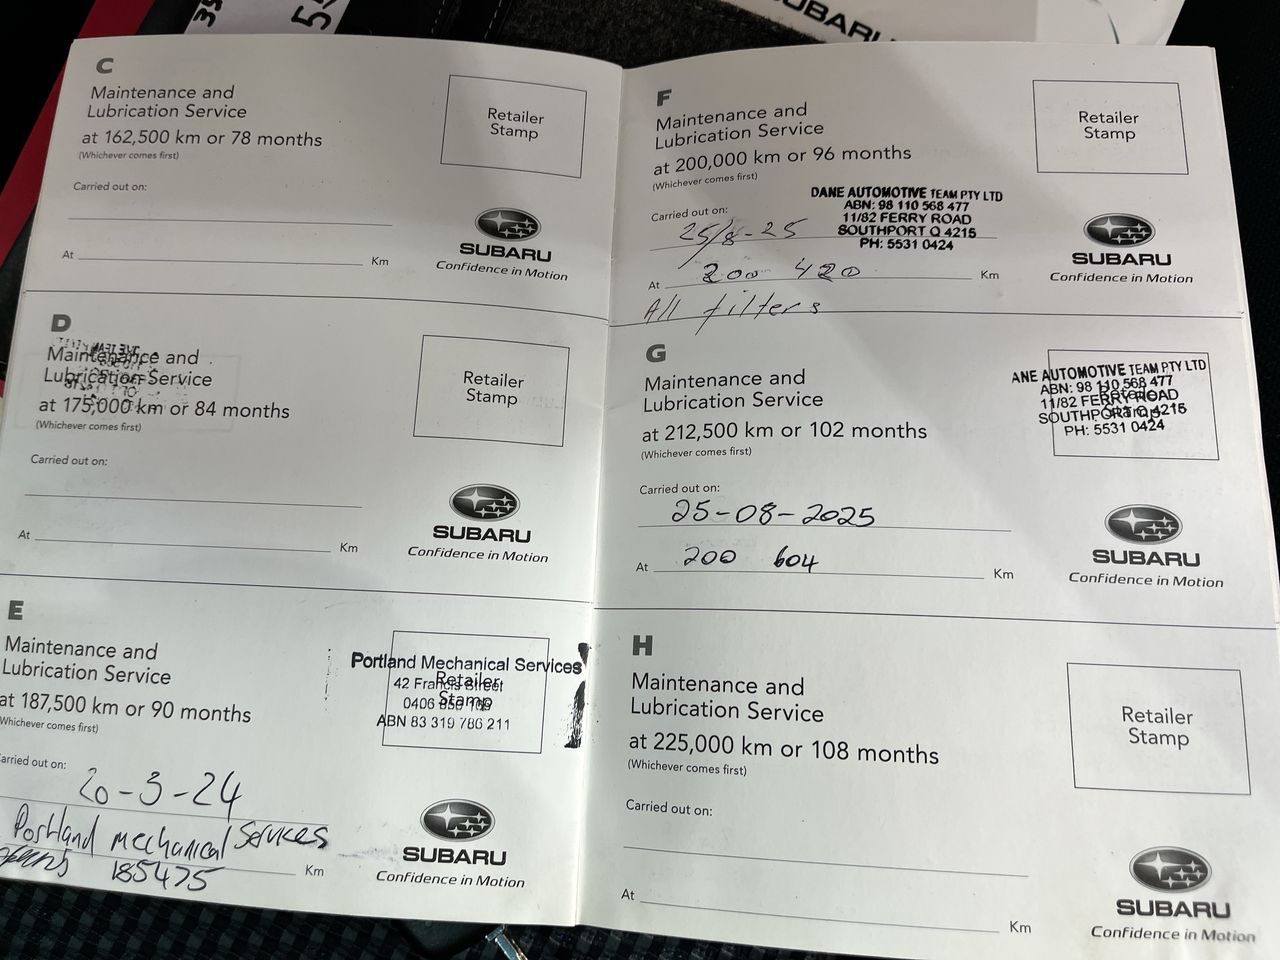 SUBARU
C
Maintenance and
Lubrication Service
at 162,500 km or 78 months
(Whichever comes first)
Retailer
Stamp
Carried out on:
At
Km
SUBARU
Confidence in Motion
D
Maintenance and
Lubrication Service
at 175,000 km or 84 months
(Whichever comes first)
Retailer
Stamp
Carried out on:
At
Km
SUBARU
Confidence in Motion
E
Maintenance and
Lubrication Service
at 187,500 km or 90 months
(Whichever comes first)
Retailer
Stamp
Portland Mechanical Services
42 Francis Street
0406
ABN 83 319 786 211
Carried out on:
20-3-24
Portland mechanical Services
185475
Km
SUBARU
Confidence in Motion
F
Maintenance and
Lubrication Service
at 200,000 km or 96 months
(Whichever comes first)
Retailer
Stamp
DANE AUTOMOTIVE TEAM PTY LTD
ABN: 98 110 568 477
11/82 FERRY ROAD
SOUTHPORT Q 4215
PH: 5531 0424
Carried out on:
25/8-25
At 200 420 Km
All filters
SUBARU
Confidence in Motion
G
Maintenance and
Lubrication Service
at 212,500 km or 102 months
(Whichever comes first)
Retailer
Stamp
ANE AUTOMOTIVE TEAM PTY LTD
ABN: 98 110 568 477
11/82 FERRY ROAD
SOUTHPORT Q 4215
PH: 5531 0424
Carried out on:
25-08-2025
At 200 604 Km
SUBARU
Confidence in Motion
H
Maintenance and
Lubrication Service
at 225,000 km or 108 months
(Whichever comes first)
Retailer
Stamp
Carried out on:
At
Km
SUBARU
Confidence in Motion